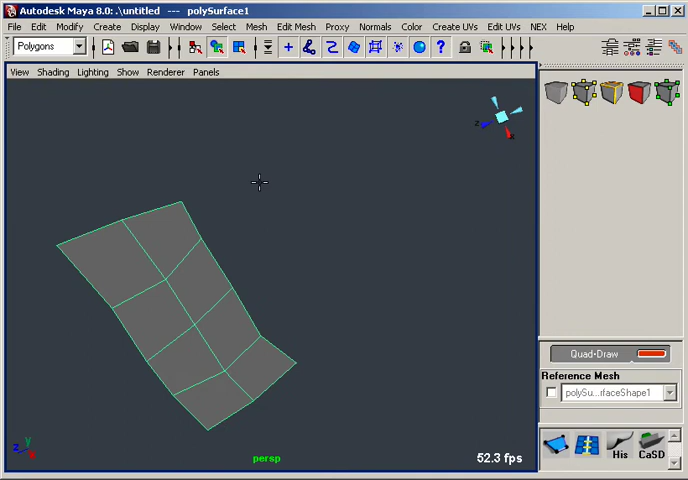 Autodesk Maya 8.0: .\untitled --- polySurface1
File Edit Modify Create Display Window Select Mesh Edit Mesh Proxy Normals Color Create UVs Edit UVs NEX Help
Polygons
View Shading Lighting Show Renderer Panels
z
x
Quad-Draw
Reference Mesh
polySu...rfaceShape1
His CaSD
y
z
x
persp
52.3 fps